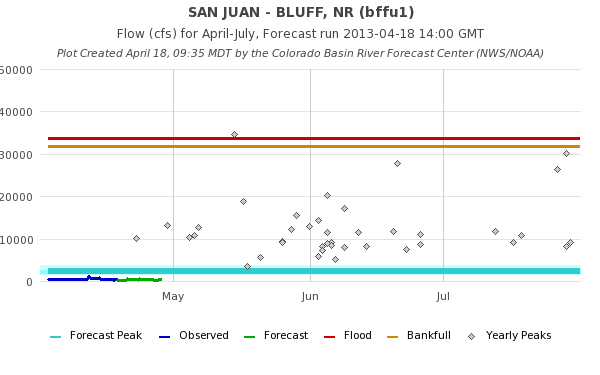 SAN JUAN - BLUFF, NR (bffu1)
Flow (cfs) for April-July, Forecast run 2013-04-18 14:00 GMT
Plot Created April 18, 09:35 MDT by the Colorado Basin River Forecast Center (NWS/NOAA)
50000
40000
30000
20000
10000
0
May Jun Jul
Forecast Peak Observed Forecast Flood Bankfull Yearly Peaks